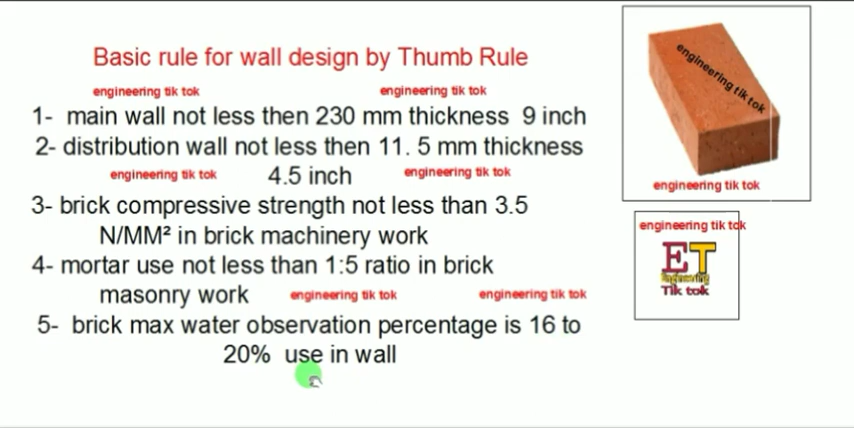 Basic rule for wall design by Thumb Rule
engineering tik tok engineering tik tok
1- main wall not less then 230 mm thickness 9 inch
2- distribution wall not less then 11. 5 mm thickness
engineering tik tok 4.5 inch engineering tik tok
3- brick compressive strength not less than 3.5
N/MM² in brick machinery work
4- mortar use not less than 1:5 ratio in brick
masonry work engineering tik tok engineering tik tok
5- brick max water observation percentage is 16 to
20% use in wall
engineering tik tok
engineering tik tok
engineering tik tok
ET
Engineering
Tik tok